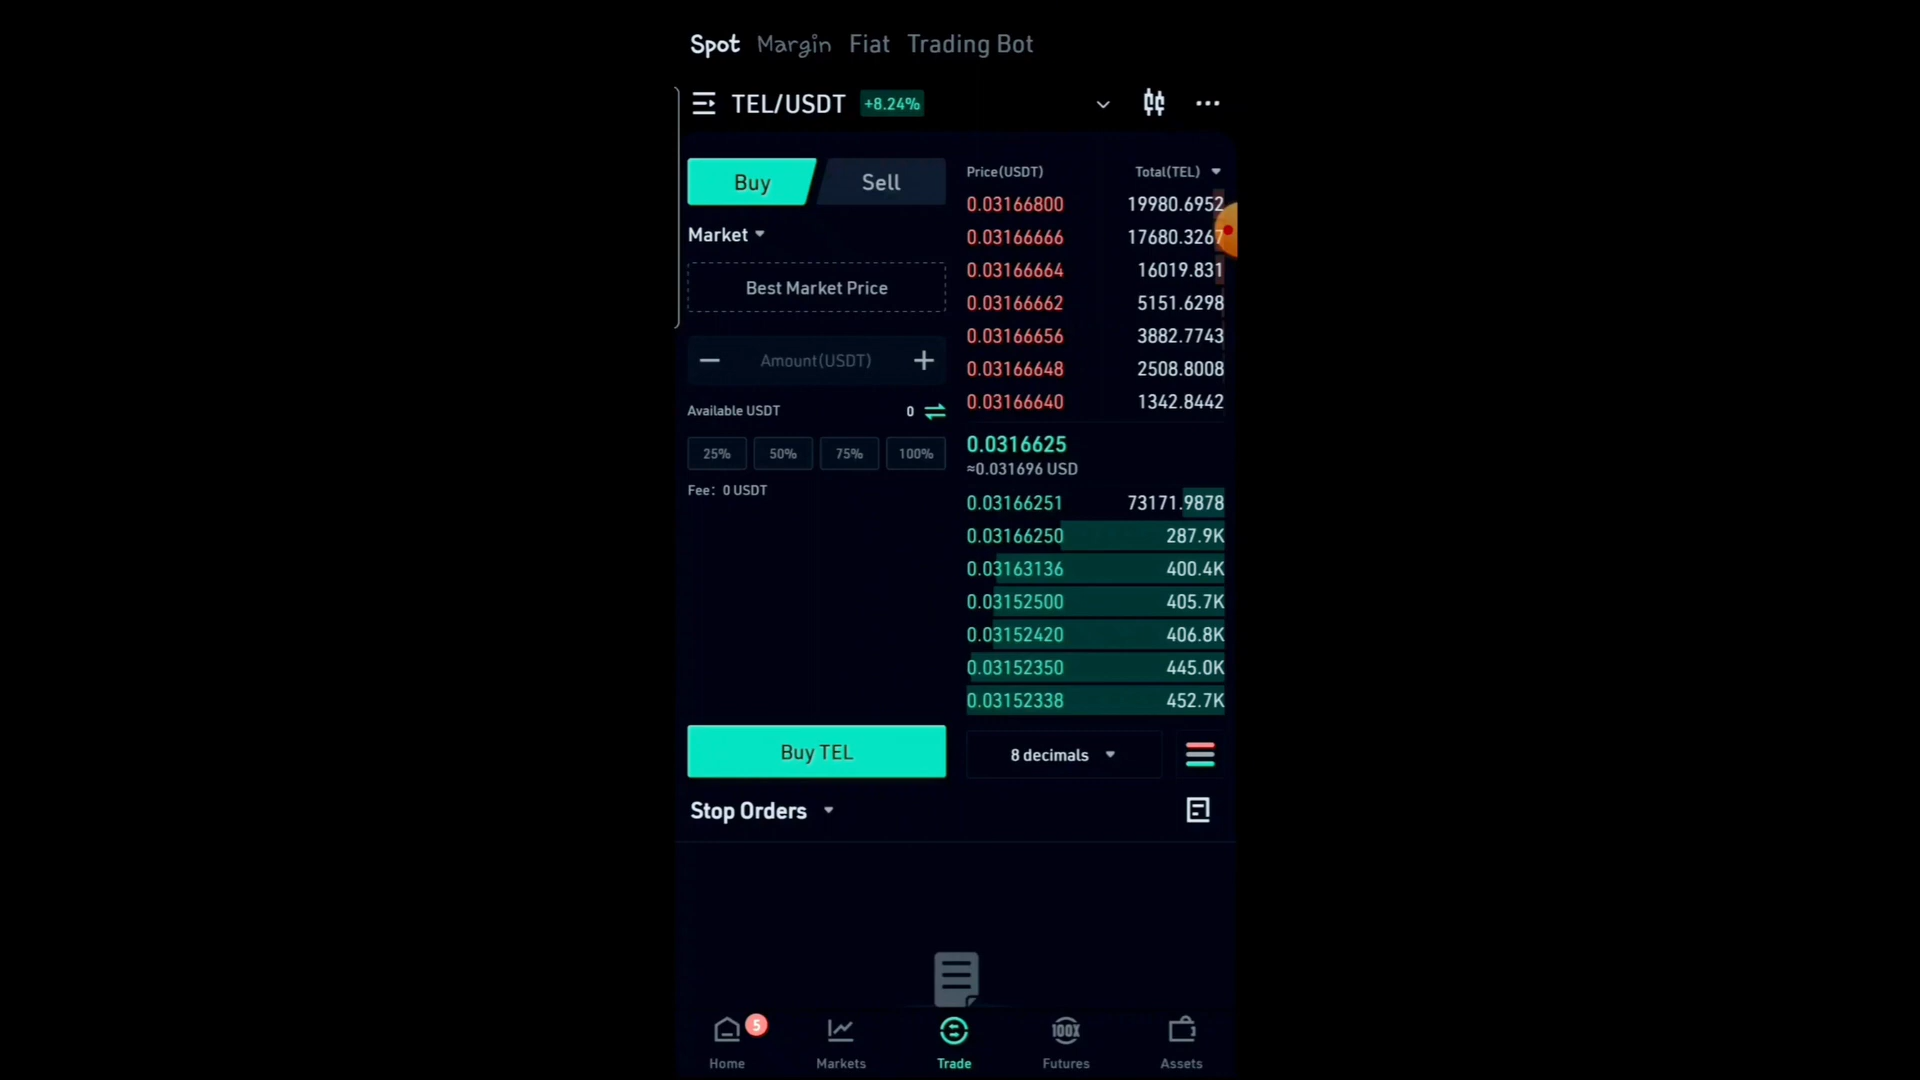 Spot Margin Fiat Trading Bot
TEL/USDT +8.24%
Buy Sell
Market
Best Market Price
Amount(USDT)
Available USDT 0
25% 50% 75% 100%
Fee: 0 USDT
Buy TEL
Price(USDT) Total(TEL)
0.03166800 19980.6952
0.03166666 17680.3267
0.03166664 16019.831
0.03166662 5151.6298
0.03166656 3882.7743
0.03166648 2508.8008
0.03166640 1342.8442
0.0316625
≈0.031696 USD
0.03166251 73171.9878
0.03166250 287.9K
0.03163136 400.4K
0.03152500 405.7K
0.03152420 406.8K
0.03152350 445.0K
0.03152338 452.7K
8 decimals
Stop Orders
5
100X
Home Markets Trade Futures Assets